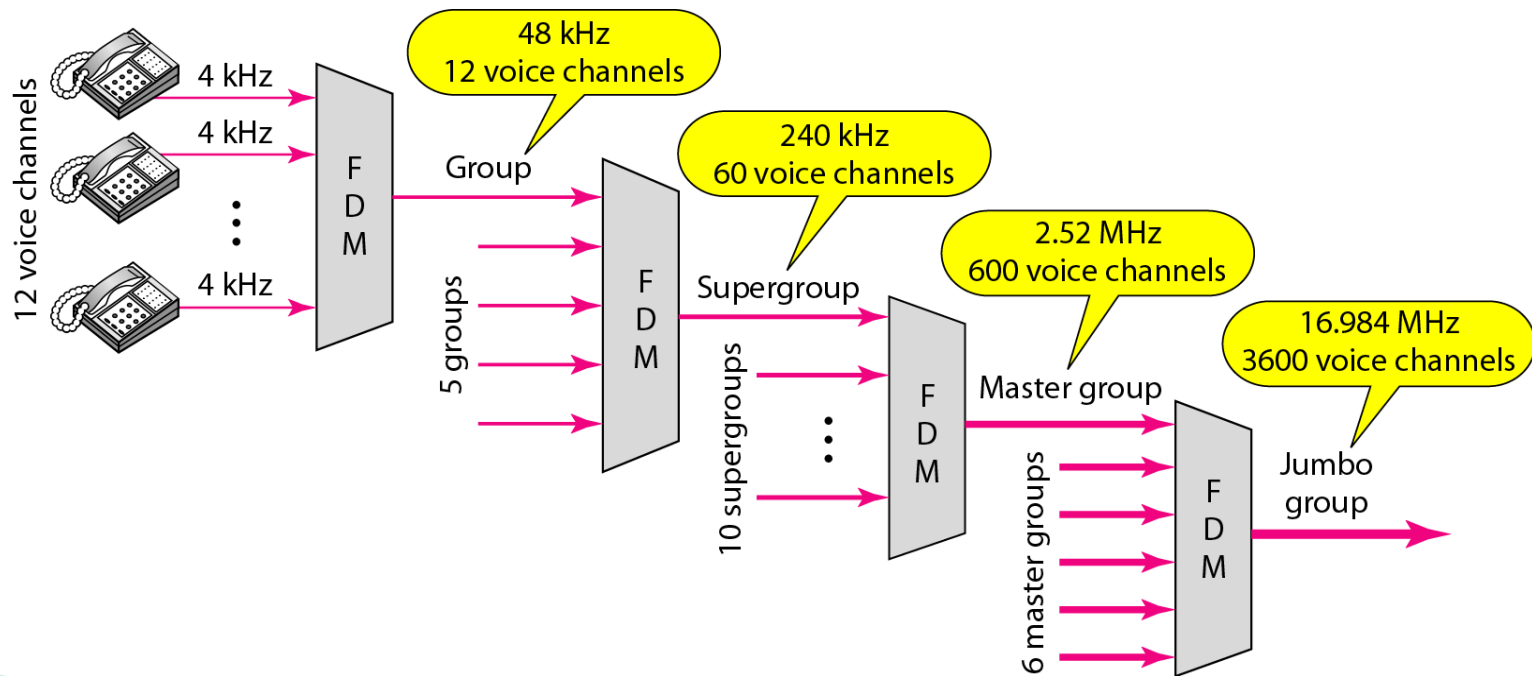 12 voice channels
4 kHz
4 kHz
4 kHz
F
D
M
48 kHz
12 voice channels
Group
5 groups
F
D
M
240 kHz
60 voice channels
Supergroup
10 supergroups
F
D
M
2.52 MHz
600 voice channels
Master group
6 master groups
F
D
M
16.984 MHz
3600 voice channels
Jumbo
group